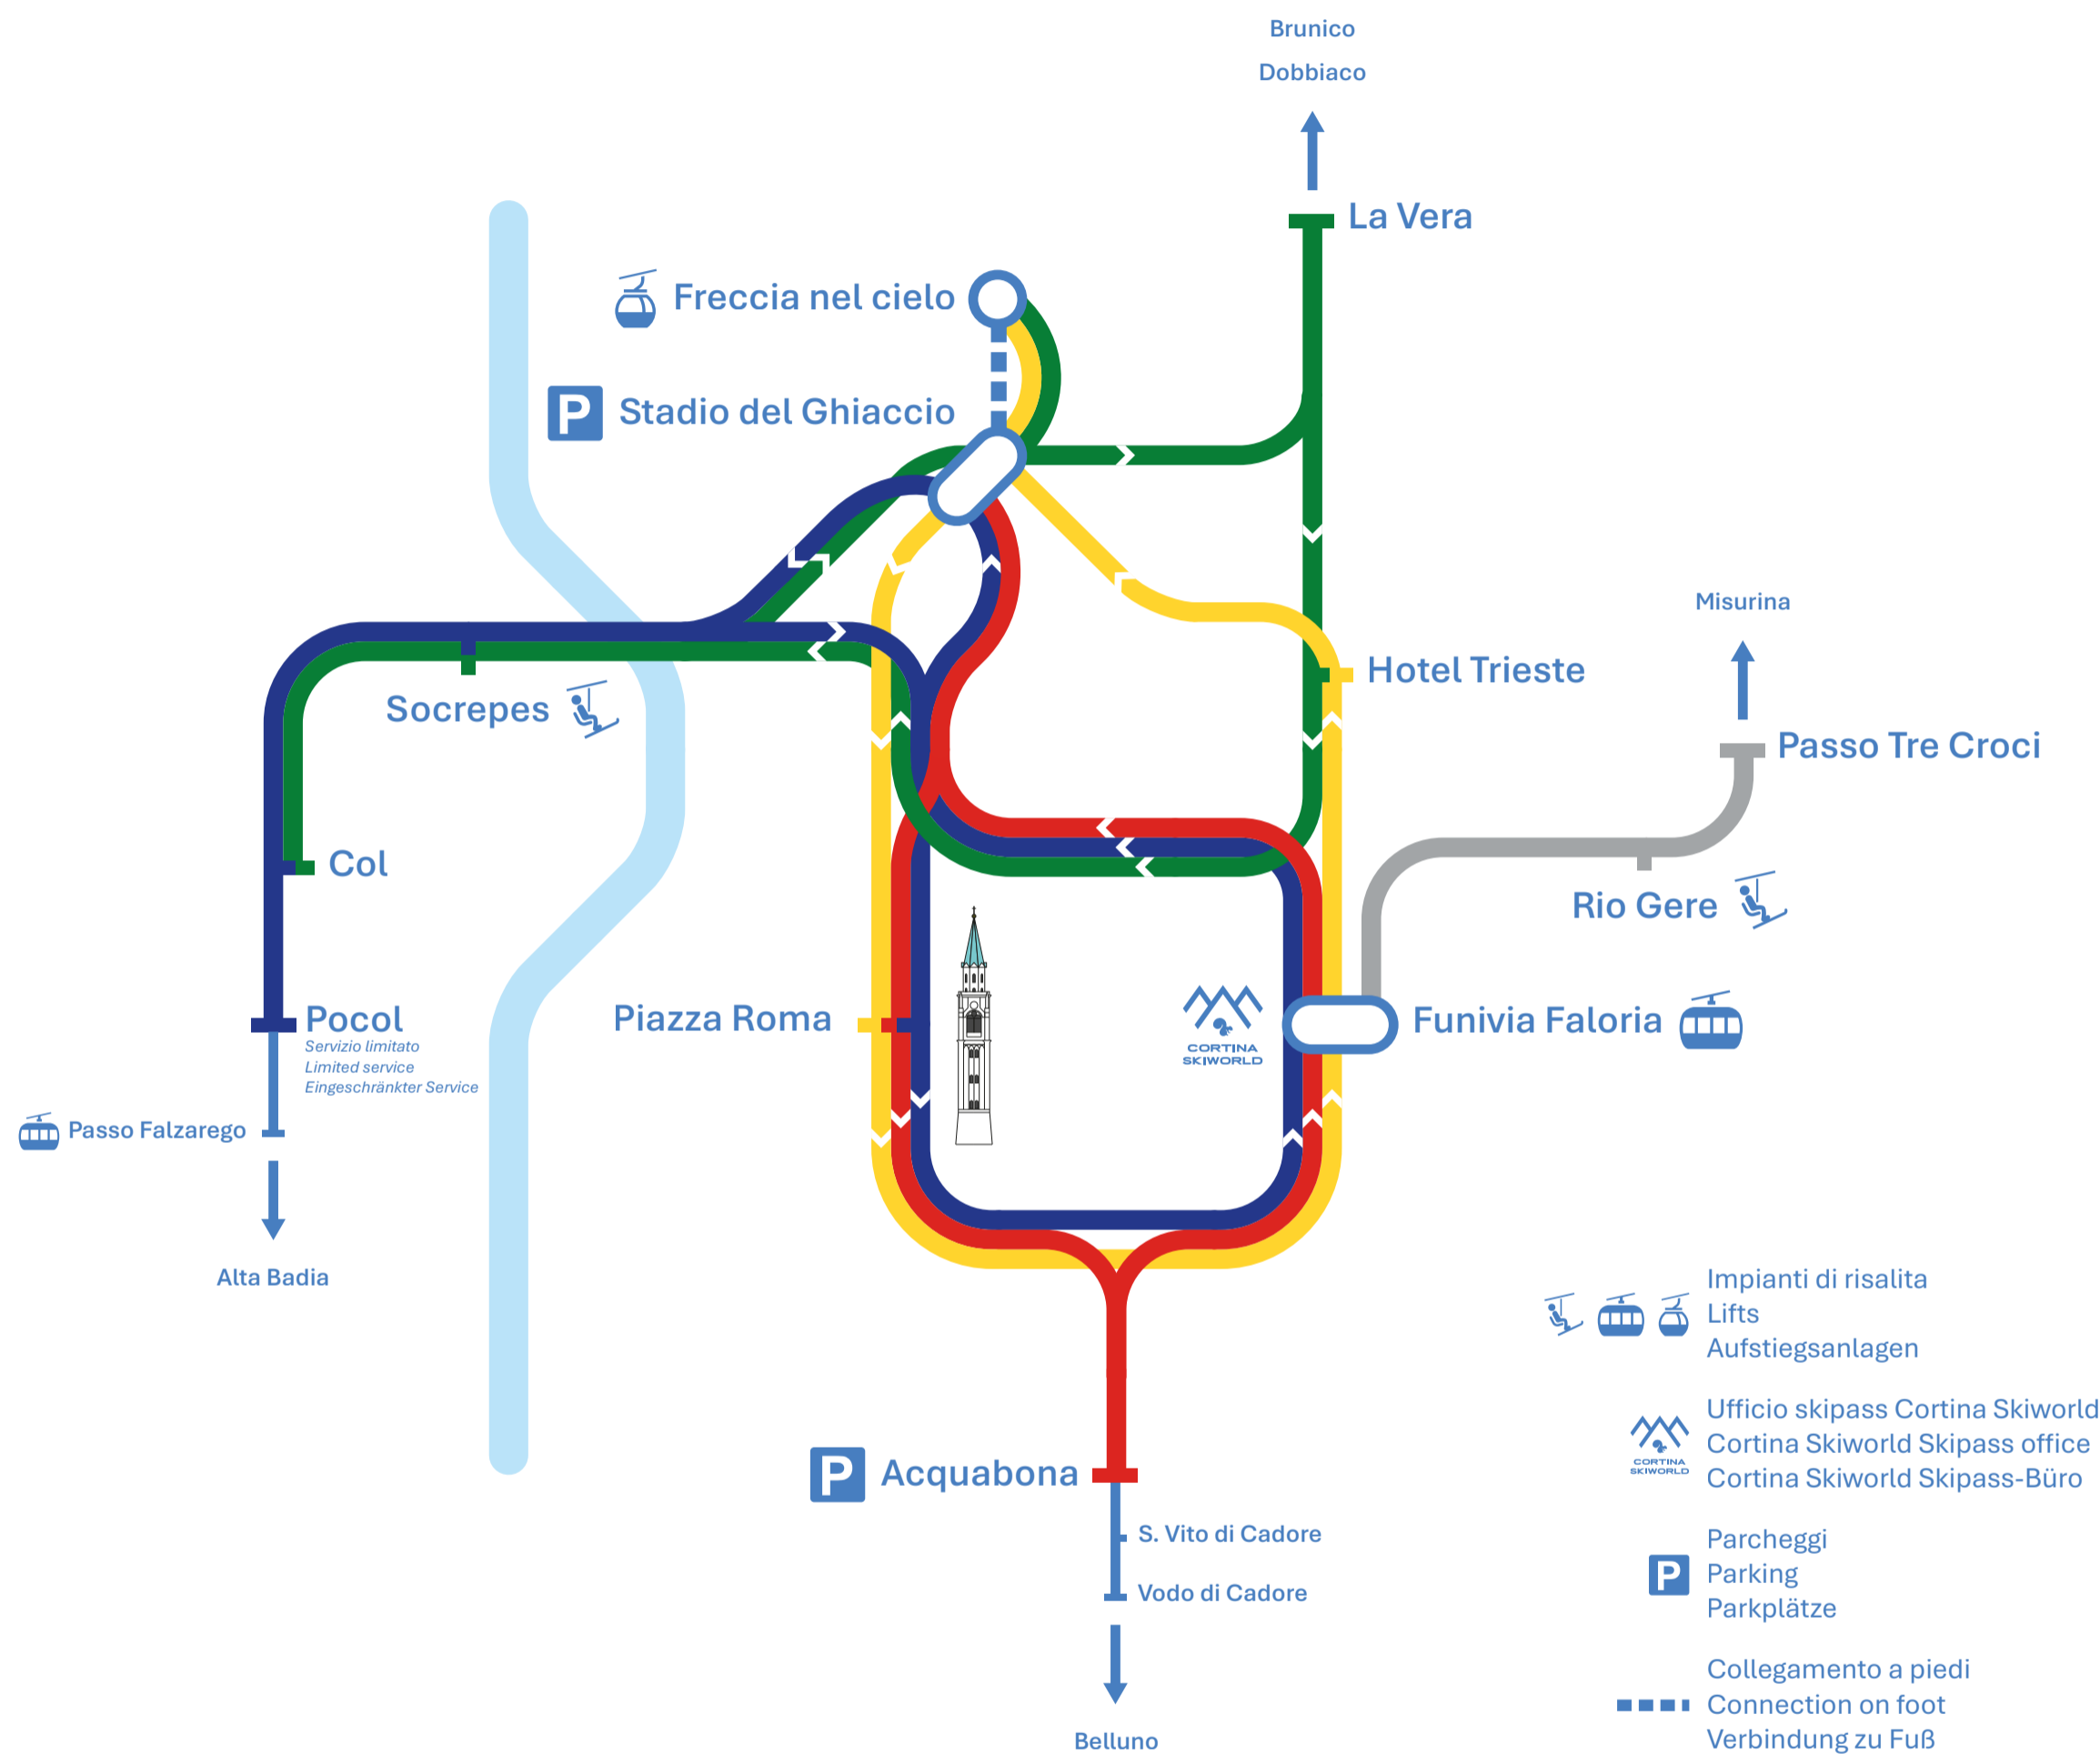 Brunico
Dobbiaco
La Vera
Freccia nel cielo
P
Stadio del Ghiaccio
Misurina
Hotel Trieste
Socrepes
Passo Tre Croci
Col
Rio Gere
Pocol
Servizio limitato
Limited service
Eingeschränkter Service
Piazza Roma
CORTINA
SKIWORLD
Funivia Faloria
Passo Falzarego
Alta Badia
P
Acquabona
S. Vito di Cadore
Vodo di Cadore
Belluno
Impianti di risalita
Lifts
Aufstiegsanlagen
CORTINA
SKIWORLD
Ufficio skipass Cortina Skiworld
Cortina Skiworld Skipass office
Cortina Skiworld Skipass-Büro
P
Parcheggi
Parking
Parkplätze
Collegamento a piedi
Connection on foot
Verbindung zu Fuß